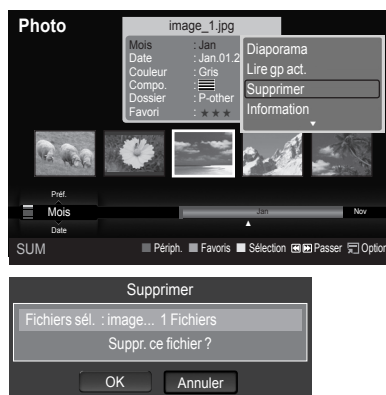 Photo
image_1.jpg
Mois : Jan
Date : Jan.01.2
Couleur : Gris
Compo. :
Dossier : P-other
Favori : ★ ★ ★
Diaporama
Lire gp act.
Supprimer
Information
Préf.
Mois
Date
Jan
Nov
SUM
Périph. Favoris Sélection Passer Option
Supprimer
Fichiers sél. : image... 1 Fichiers
Suppr. ce fichier ?
OK Annuler